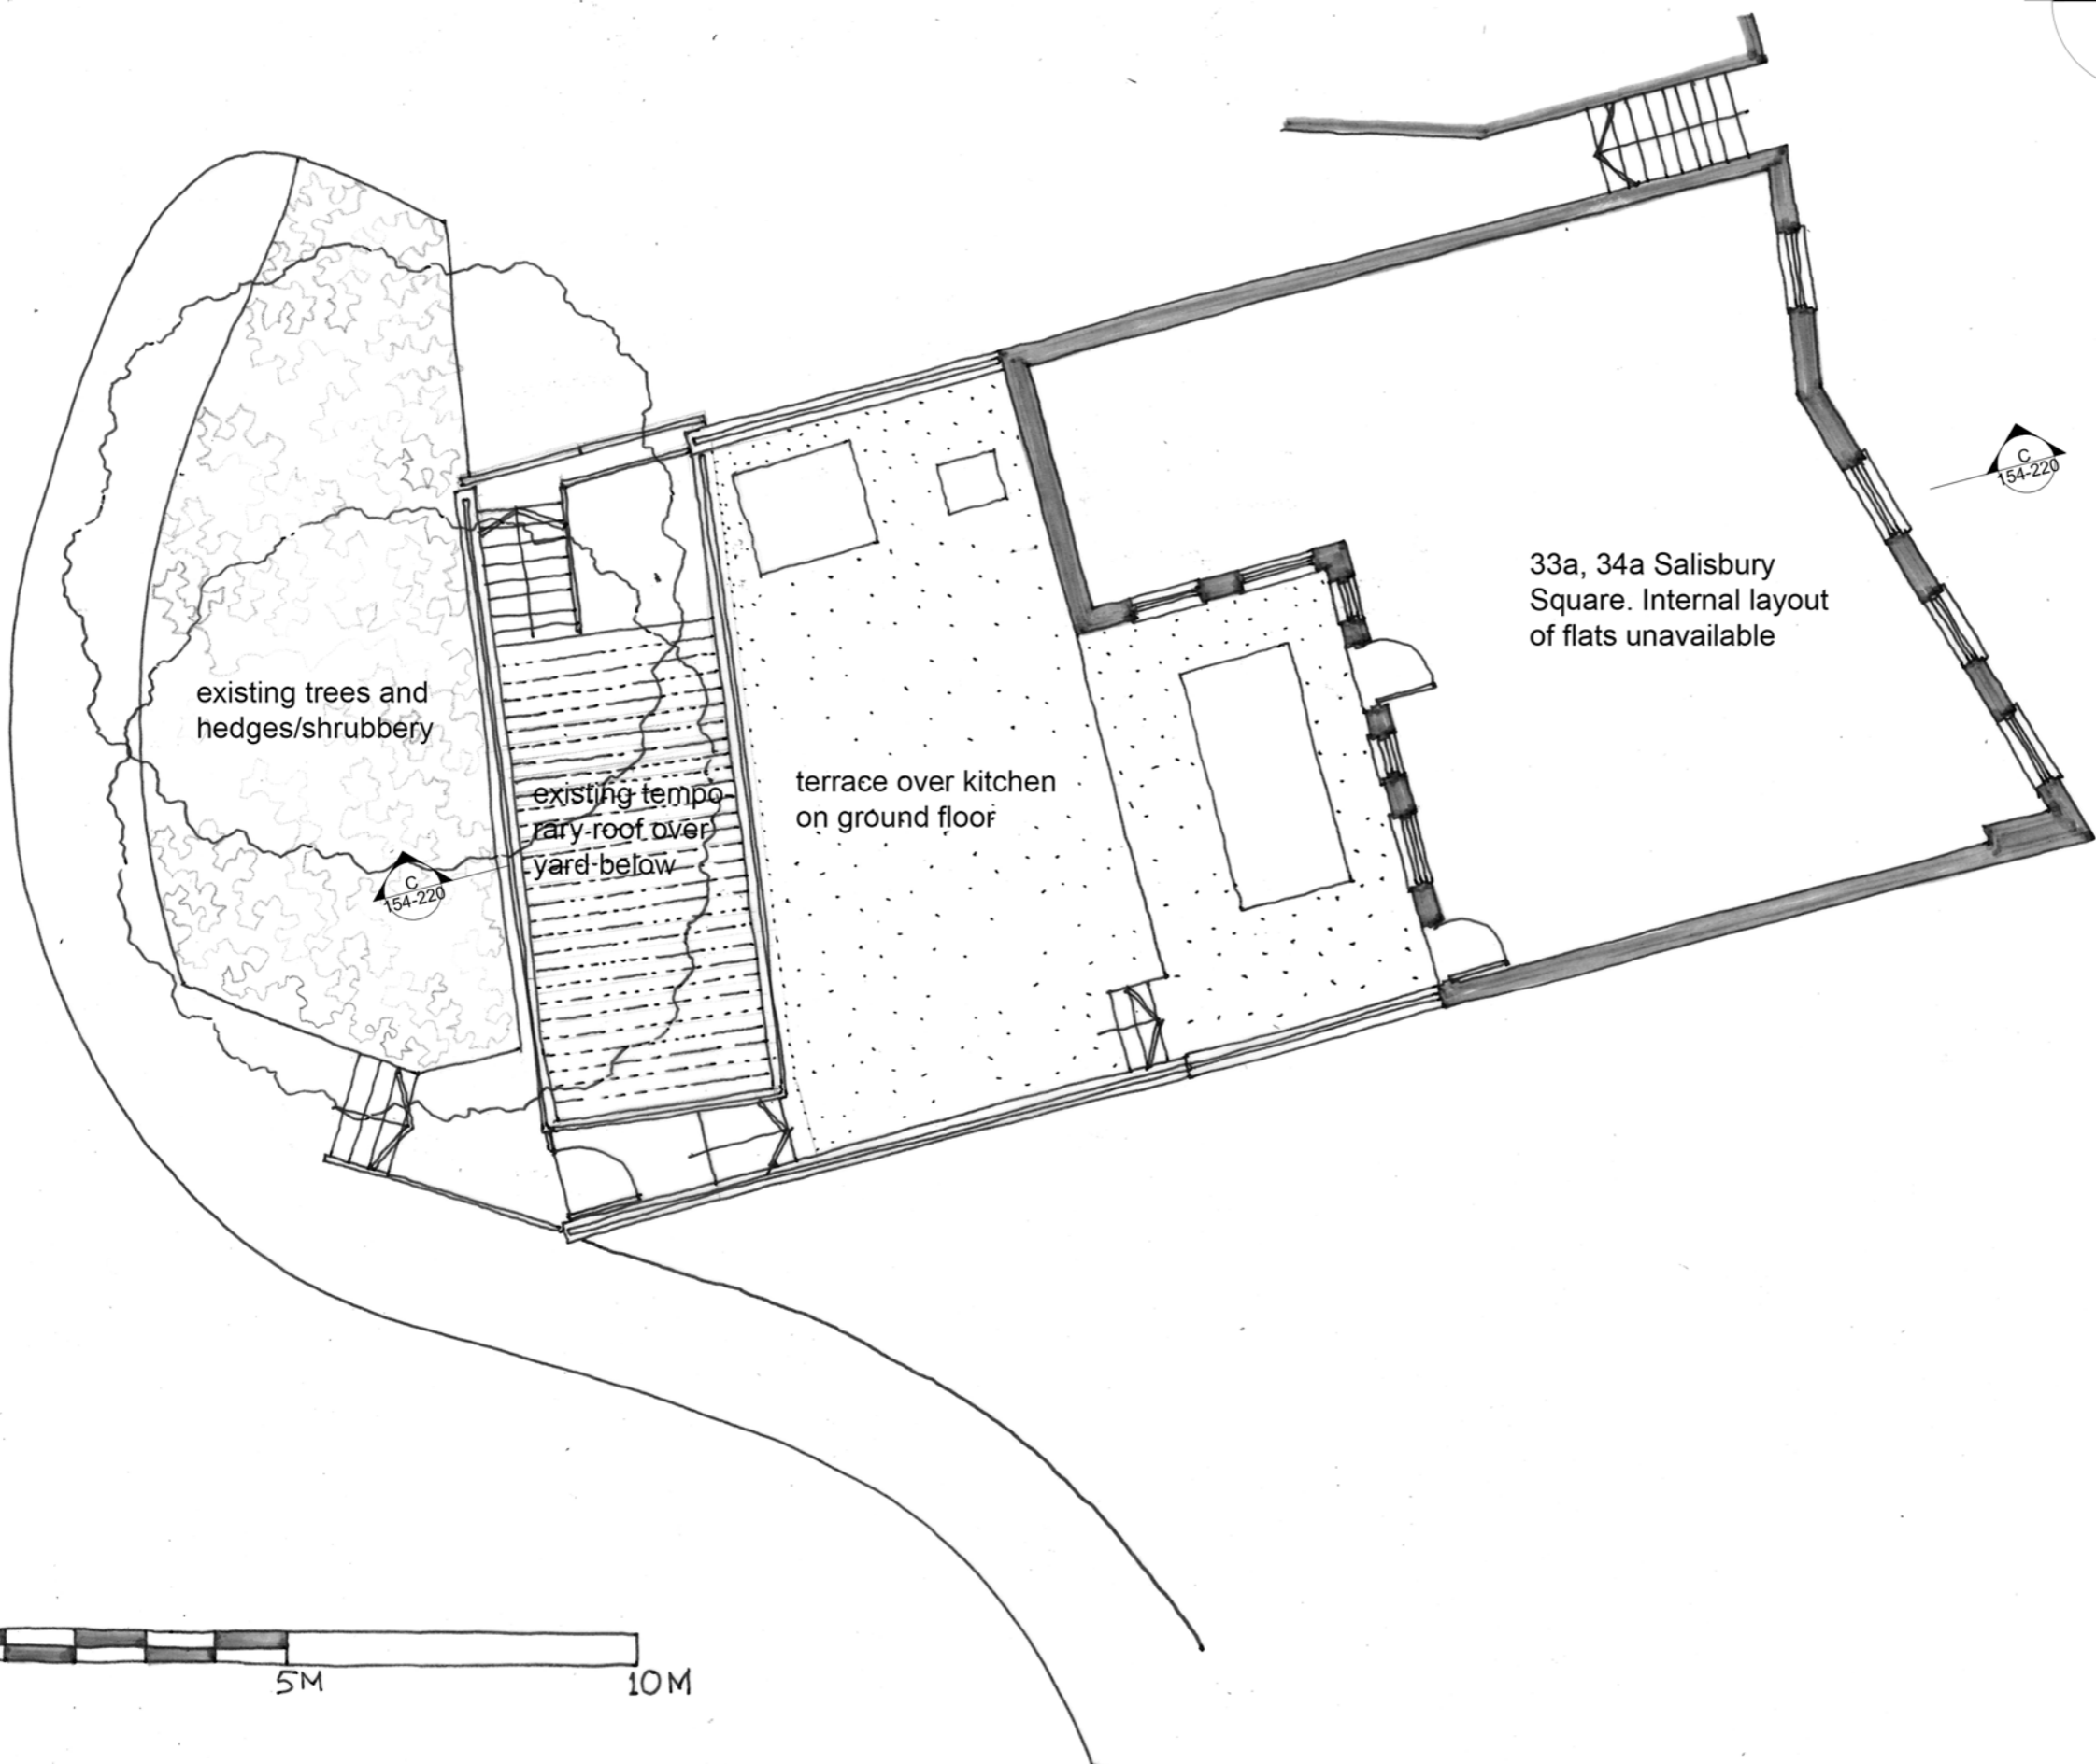 C
154-220
33a, 34a Salisbury
Square. Internal layout
of flats unavailable
existing trees and
hedges/shrubbery
existing tempo-
rary roof over
yard below
terrace over kitchen
on ground floor
C
154-220
5M
10M